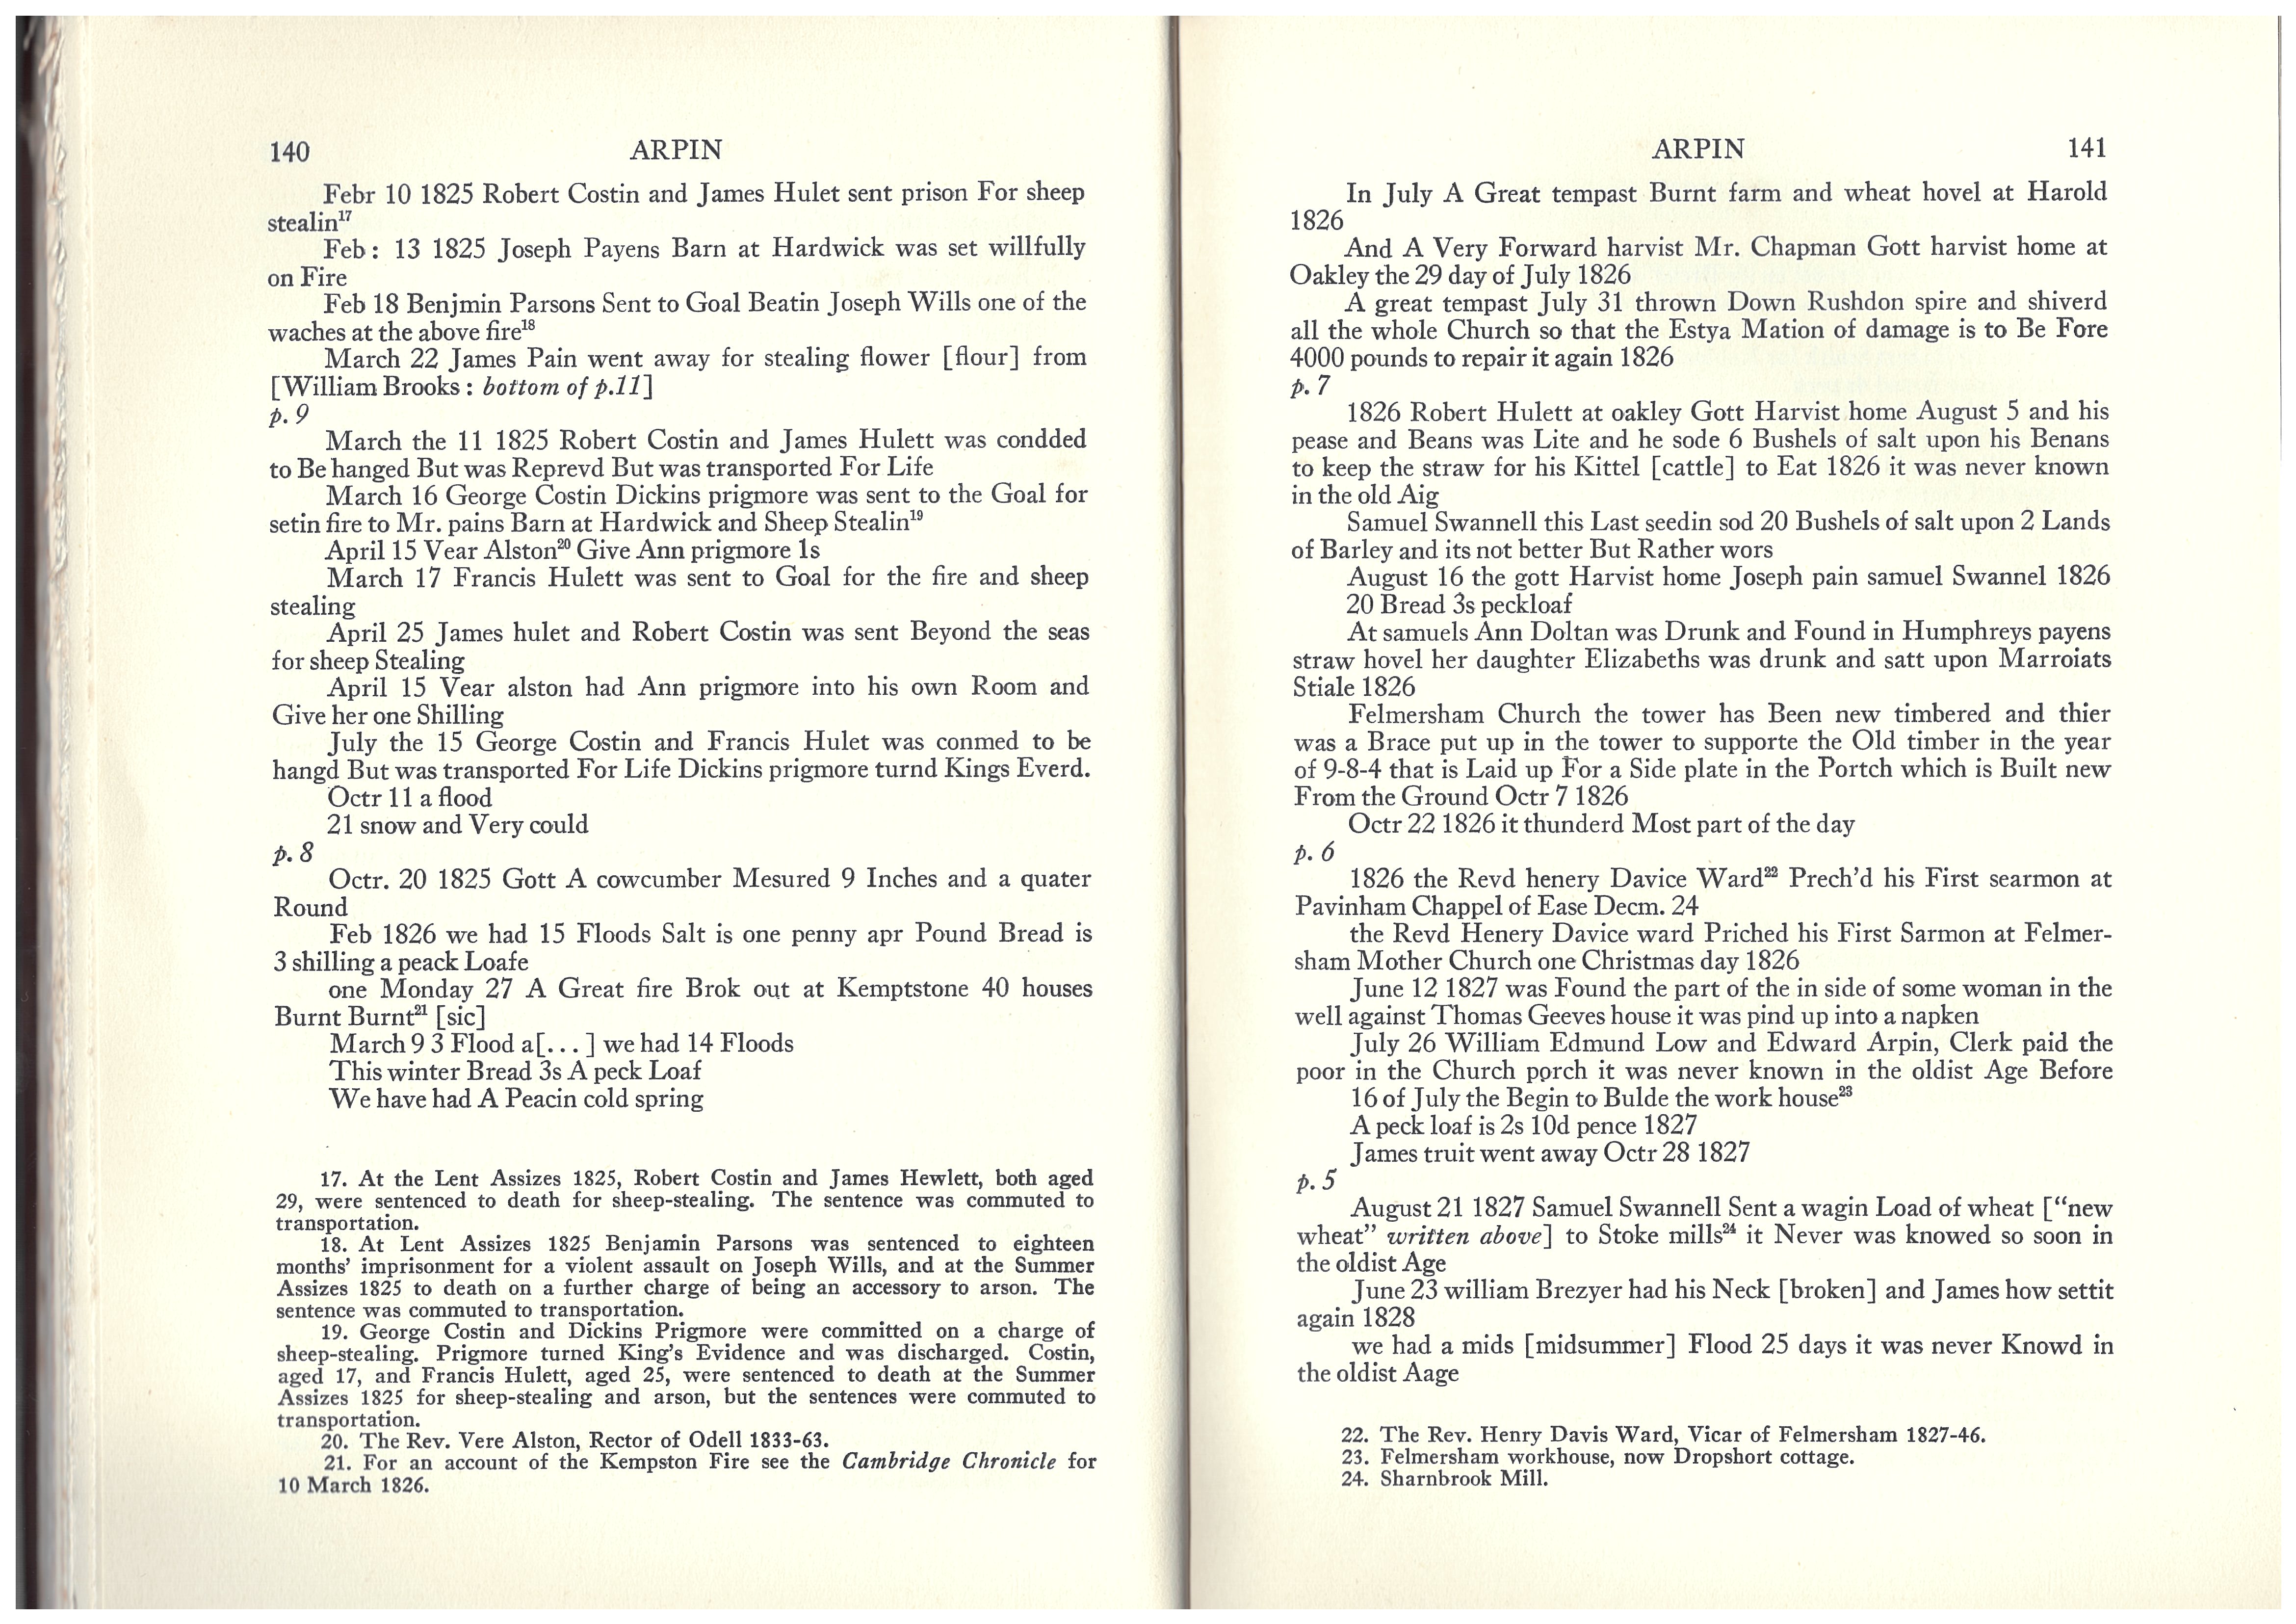 140 ARPIN
Febr 10 1825 Robert Costin and James Hulet sent prison For sheep
stealin17
Feb : 13 1825 Joseph Payens Barn at Hardwick was set willfully
on Fire
Feb 18 Benjmin Parsons Sent to Goal Beatin Joseph Wills one of the
waches at the above fire18
March 22 James Pain went away for stealing flower [flour] from
[William Brooks : bottom of p.11]
p. 9
March the 11 1825 Robert Costin and James Hulett was condded
to Be hanged But was Reprevd But was transported For Life
March 16 George Costin Dickins prigmore was sent to the Goal for
setin fire to Mr. pains Barn at Hardwick and Sheep Stealin19
April 15 Vear Alston20 Give Ann prigmore 1s
March 17 Francis Hulett was sent to Goal for the fire and sheep
stealing
April 25 James hulet and Robert Costin was sent Beyond the seas
for sheep Stealing
April 15 Vear alston had Ann prigmore into his own Room and
Give her one Shilling
July the 15 George Costin and Francis Hulet was conmed to be
hangd But was transported For Life Dickins prigmore turnd Kings Everd.
Octr 11 a flood
21 snow and Very could
p. 8
Octr. 20 1825 Gott A cowcumber Mesured 9 Inches and a quater
Round
Feb 1826 we had 15 Floods Salt is one penny apr Pound Bread is
3 shilling a peack Loafe
one Monday 27 A Great fire Brok out at Kemptstone 40 houses
Burnt Burnt21 [sic]
March 9 3 Flood a[...] we had 14 Floods
This winter Bread 3s A peck Loaf
We have had A Peacin cold spring
17. At the Lent Assizes 1825, Robert Costin and James Hewlett, both aged
29, were sentenced to death for sheep-stealing. The sentence was commuted to
transportation.
18. At Lent Assizes 1825 Benjamin Parsons was sentenced to eighteen
months' imprisonment for a violent assault on Joseph Wills, and at the Summer
Assizes 1825 to death on a further charge of being an accessory to arson. The
sentence was commuted to transportation.
19. George Costin and Dickins Prigmore were committed on a charge of
sheep-stealing. Prigmore turned King's Evidence and was discharged. Costin,
aged 17, and Francis Hulett, aged 25, were sentenced to death at the Summer
Assizes 1825 for sheep-stealing and arson, but the sentences were commuted to
transportation.
20. The Rev. Vere Alston, Rector of Odell 1833-63.
21. For an account of the Kempston Fire see the Cambridge Chronicle for
10 March 1826.
ARPIN 141
In July A Great tempast Burnt farm and wheat hovel at Harold
1826
And A Very Forward harvist Mr. Chapman Gott harvist home at
Oakley the 29 day of July 1826
A great tempast July 31 thrown Down Rushdon spire and shiverd
all the whole Church so that the Estya Mation of damage is to Be Fore
4000 pounds to repair it again 1826
p. 7
1826 Robert Hulett at oakley Gott Harvist home August 5 and his
pease and Beans was Lite and he sode 6 Bushels of salt upon his Benans
to keep the straw for his Kittel [cattle] to Eat 1826 it was never known
in the old Aig
Samuel Swannell this Last seedin sod 20 Bushels of salt upon 2 Lands
of Barley and its not better But Rather wors
August 16 the gott Harvist home Joseph pain samuel Swannel 1826
20 Bread 3s peckloaf
At samuels Ann Doltan was Drunk and Found in Humphreys payens
straw hovel her daughter Elizabeths was drunk and satt upon Marroiats
Stiale 1826
Felmersham Church the tower has Been new timbered and thier
was a Brace put up in the tower to supporte the Old timber in the year
of 9-8-4 that is Laid up For a Side plate in the Portch which is Built new
From the Ground Octr 7 1826
Octr 22 1826 it thunderd Most part of the day
p. 6
1826 the Revd henery Davice Ward22 Prech'd his First searmon at
Pavinham Chappel of Ease Decm. 24
the Revd Henery Davice ward Priched his First Sarmon at Felmer-
sham Mother Church one Christmas day 1826
June 12 1827 was Found the part of the in side of some woman in the
well against Thomas Geeves house it was pind up into a napken
July 26 William Edmund Low and Edward Arpin, Clerk paid the
poor in the Church porch it was never known in the oldist Age Before
16 of July the Begin to Bulde the work house23
A peck loaf is 2s 10d pence 1827
James truit went away Octr 28 1827
p. 5
August 21 1827 Samuel Swannell Sent a wagin Load of wheat ["new
wheat" written above] to Stoke mills24 it Never was knowed so soon in
the oldist Age
June 23 william Brezyer had his Neck [broken] and James how settit
again 1828
we had a mids [midsummer] Flood 25 days it was never Knowd in
the oldist Aage
22. The Rev. Henry Davis Ward, Vicar of Felmersham 1827-46.
23. Felmersham workhouse, now Dropshort cottage.
24. Sharnbrook Mill.